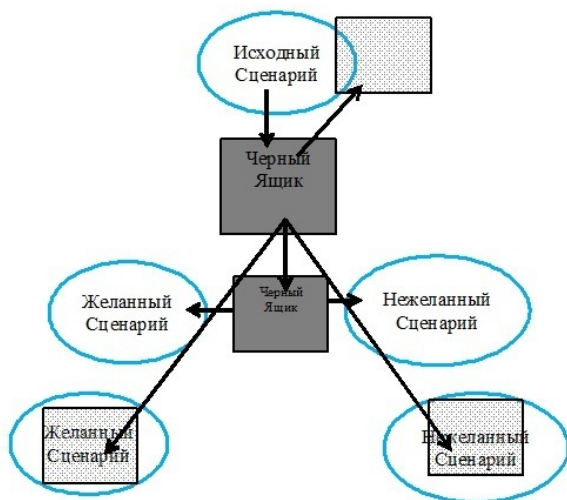 Исходный
Сценарий
Черный
Ящик
Желанный
Сценарий
Черный
Ящик
Нежеланный
Сценарий
Желанный
Сценарий
Нежеланный
Сценарий